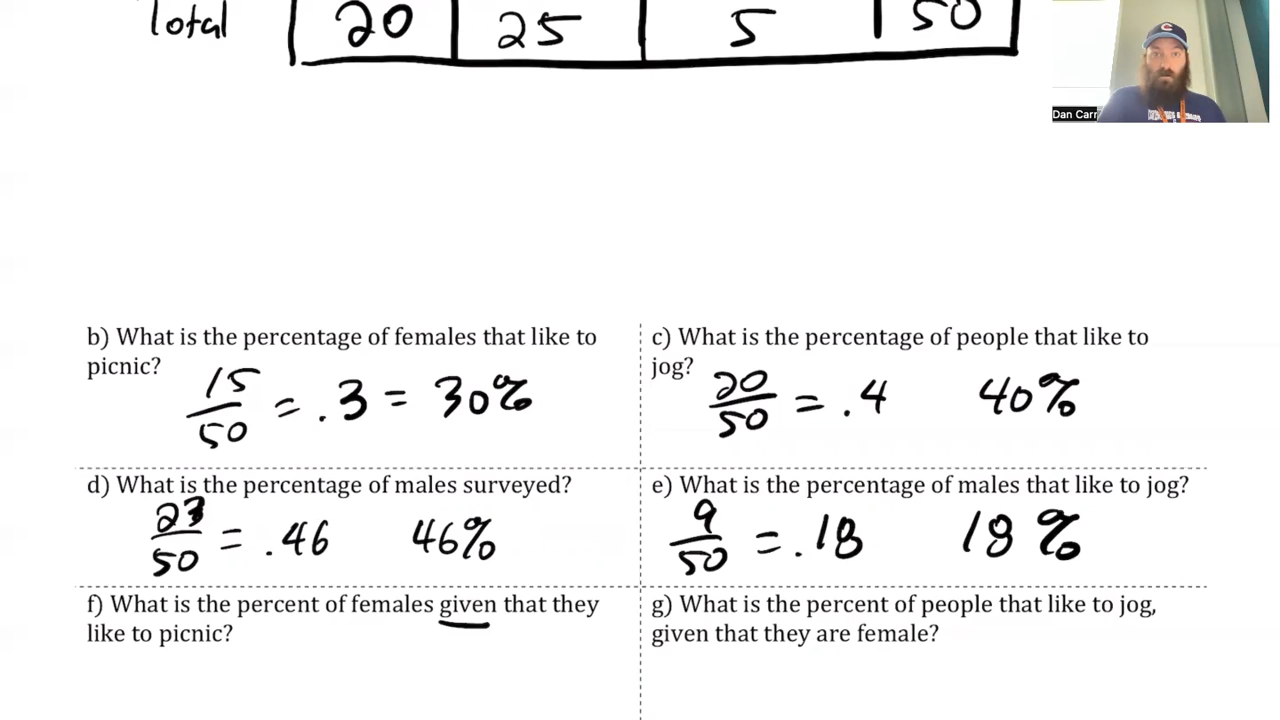 Total 20 25 5 50
Dan Carr
b) What is the percentage of females that like to
picnic?
15/50 = .3 = 30%
c) What is the percentage of people that like to
jog?
20/50 = .4 40%
d) What is the percentage of males surveyed?
23/50 = .46 46%
e) What is the percentage of males that like to jog?
9/50 = .18 18%
f) What is the percent of females given that they
like to picnic?
g) What is the percent of people that like to jog,
given that they are female?